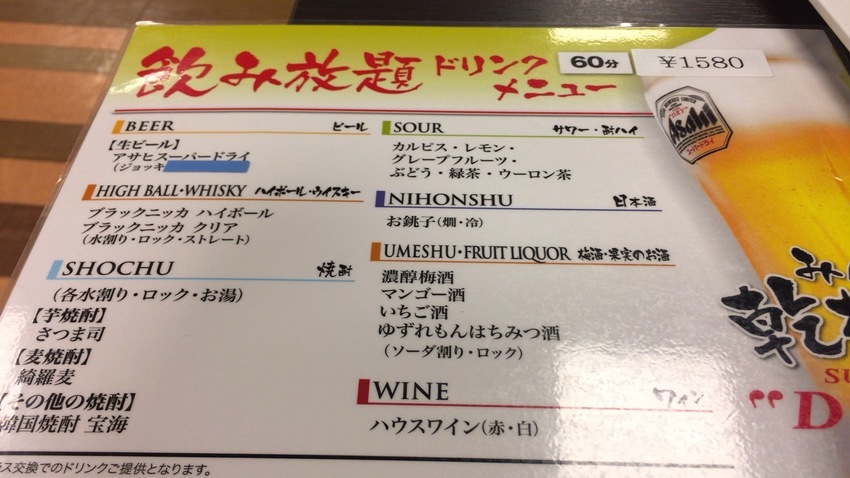 飲み放題 ドリンクメニュー 60分 ¥1580
BEER ビール
【生ビール】
アサヒスーパードライ
（ジョッキ
HIGH BALL・WHISKY ハイボール・ウイスキー
ブラックニッカ ハイボール
ブラックニッカ クリア
（水割り・ロック・ストレート）
SHOCHU 焼酎
（各水割り・ロック・お湯）
【芋焼酎】
さつま司
【麦焼酎】
綺羅麦
【その他の焼酎】
韓国焼酎 宝海
SOUR サワー・酎ハイ
カルピス・レモン・
グレープフルーツ・
ぶどう・緑茶・ウーロン茶
NIHONSHU 日本酒
お銚子（燗・冷）
UMESHU・FRUIT LIQUOR 梅酒・果実のお酒
濃醇梅酒
マンゴー酒
いちご酒
ゆずれもんはちみつ酒
（ソーダ割り・ロック）
WINE ワイン
ハウスワイン（赤・白）
Asahi
スーパードライ
み
乾
SU
"D
ス交換でのドリンクご提供となります。